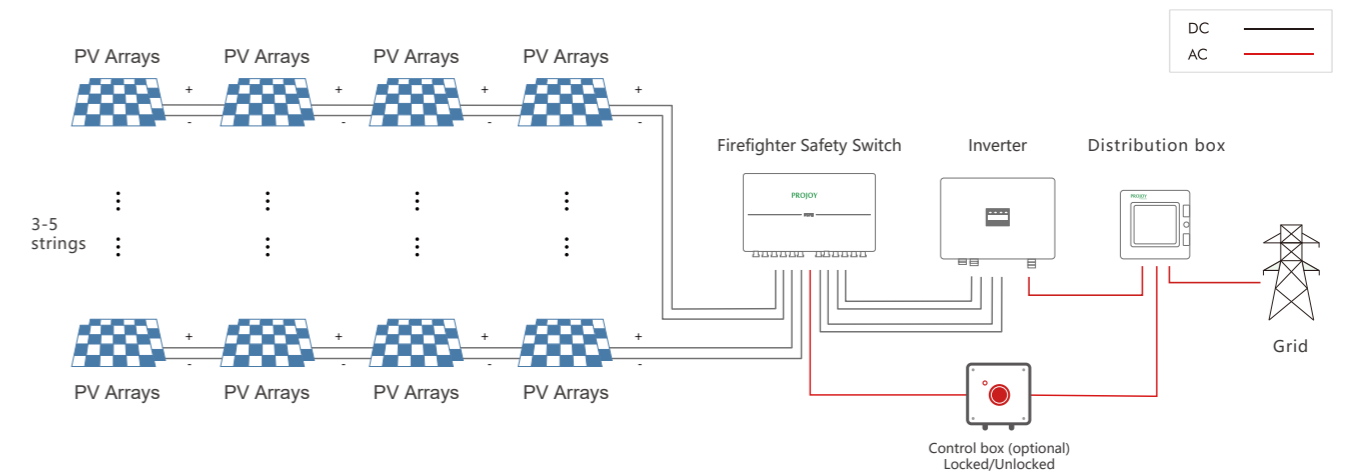 DC
AC
PV Arrays PV Arrays PV Arrays PV Arrays
+ + + +
- - - -
Firefighter Safety Switch Inverter Distribution box
PROJOY
PROJOY
3-5
strings
+ + + +
- - - -
PV Arrays PV Arrays PV Arrays PV Arrays
Grid
Control box (optional)
Locked/Unlocked